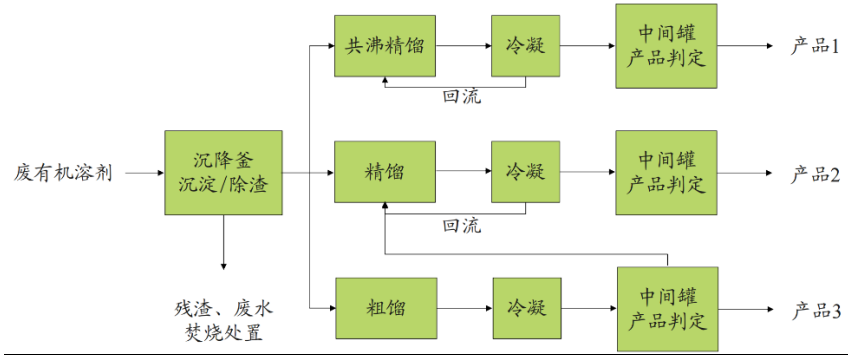 共沸精馏
冷凝
中间罐
产品判定
产品1
回流
废有机溶剂
沉降釜
沉淀/除渣
精馏
冷凝
中间罐
产品判定
产品2
回流
残渣、废水
焚烧处置
粗馏
冷凝
中间罐
产品判定
产品3